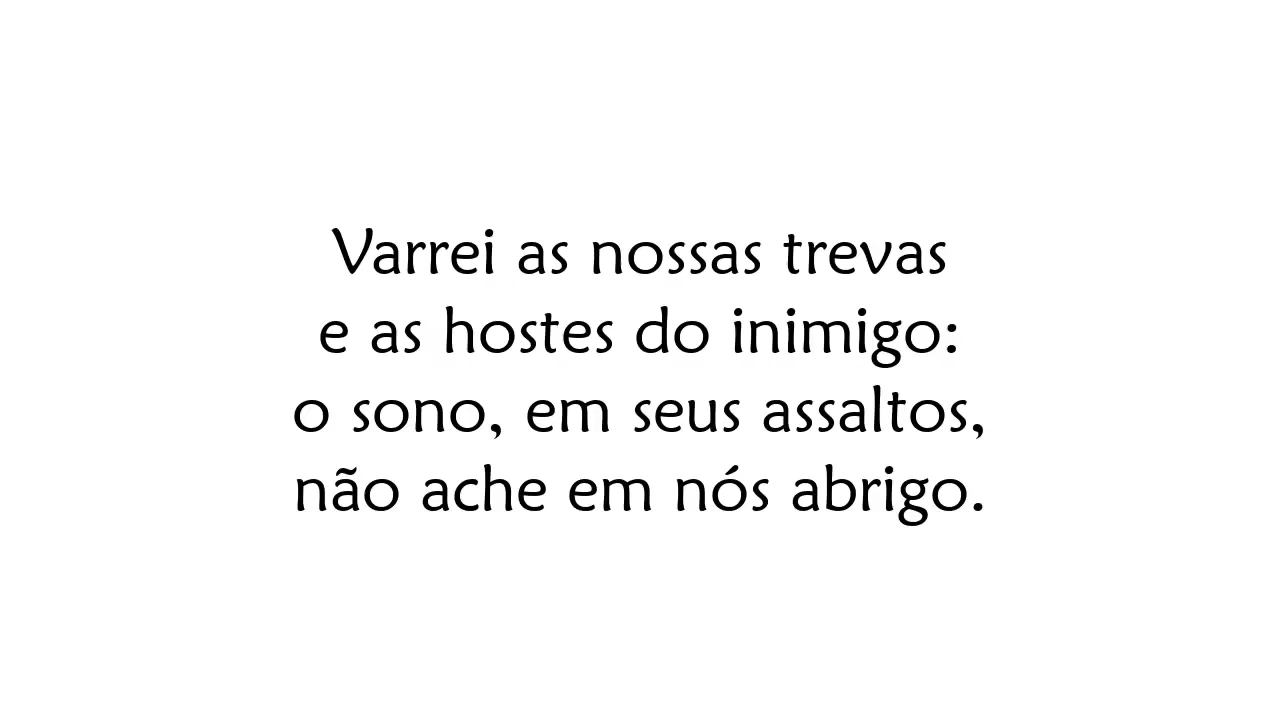 Varrei as nossas trevas
e as hostes do inimigo:
o sono, em seus assaltos,
não ache em nós abrigo.